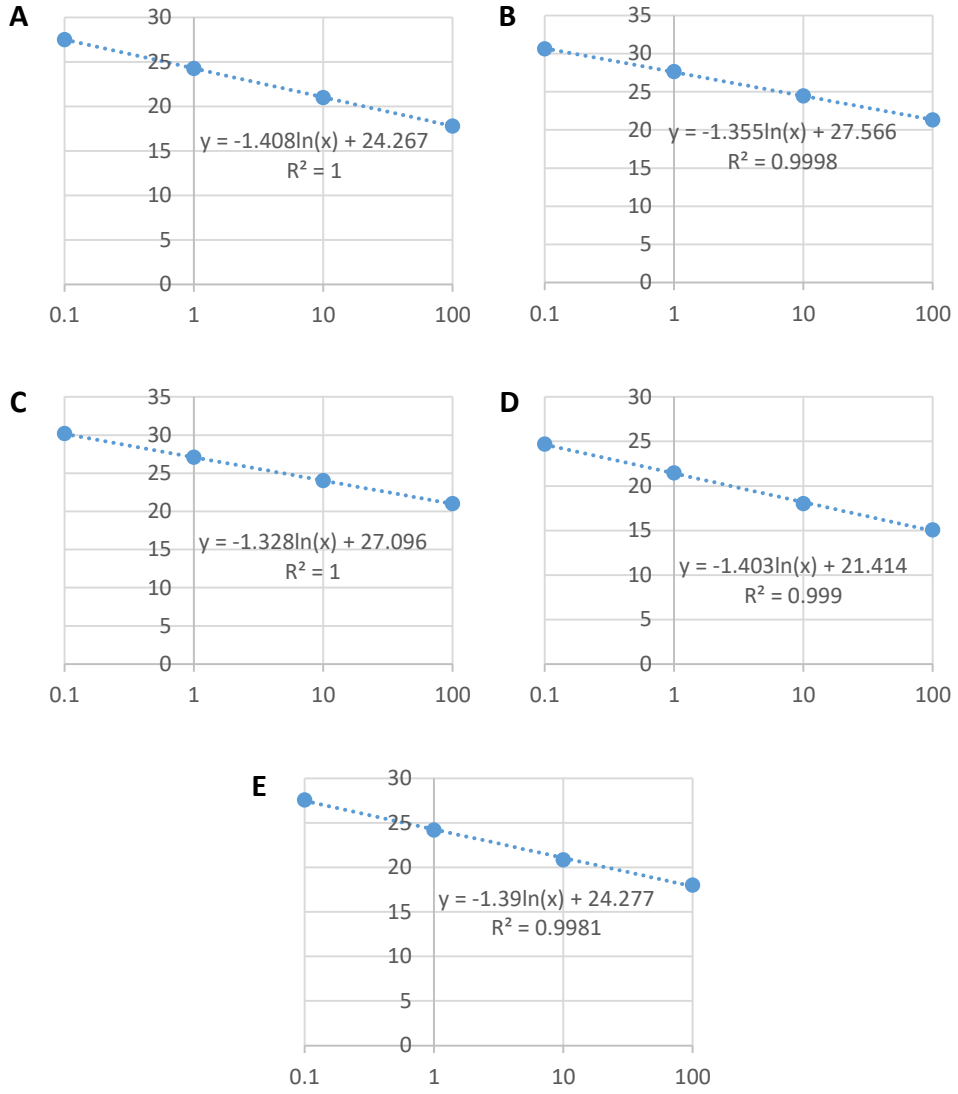 A
30
25
20
15
10
5
0
y = -1.408ln(x) + 24.267
R² = 1
0.1 1 10 100
B
35
30
25
20
15
10
5
0
y = -1.355ln(x) + 27.566
R² = 0.9998
0.1 1 10 100
C
35
30
25
20
15
10
5
0
y = -1.328ln(x) + 27.096
R² = 1
0.1 1 10 100
D
30
25
20
15
10
5
0
y = -1.403ln(x) + 21.414
R² = 0.999
0.1 1 10 100
E
30
25
20
15
10
5
0
y = -1.39ln(x) + 24.277
R² = 0.9981
0.1 1 10 100